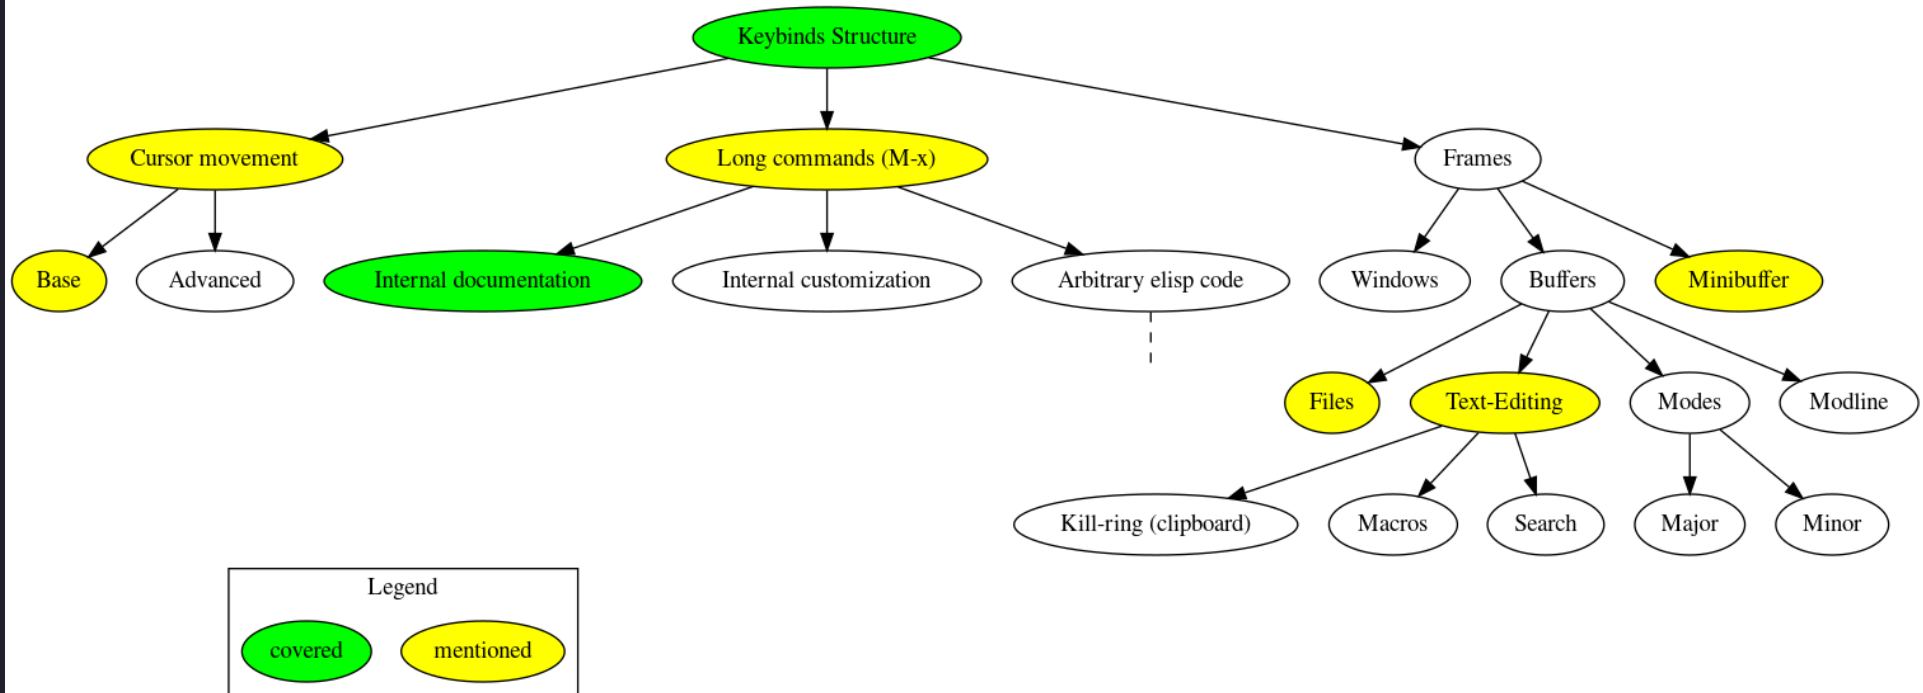 Keybinds Structure
Cursor movement
Long commands (M-x)
Frames
Base
Advanced
Internal documentation
Internal customization
Arbitrary elisp code
Windows
Buffers
Minibuffer
Files
Text-Editing
Modes
Modline
Kill-ring (clipboard)
Macros
Search
Major
Minor
Legend
covered
mentioned